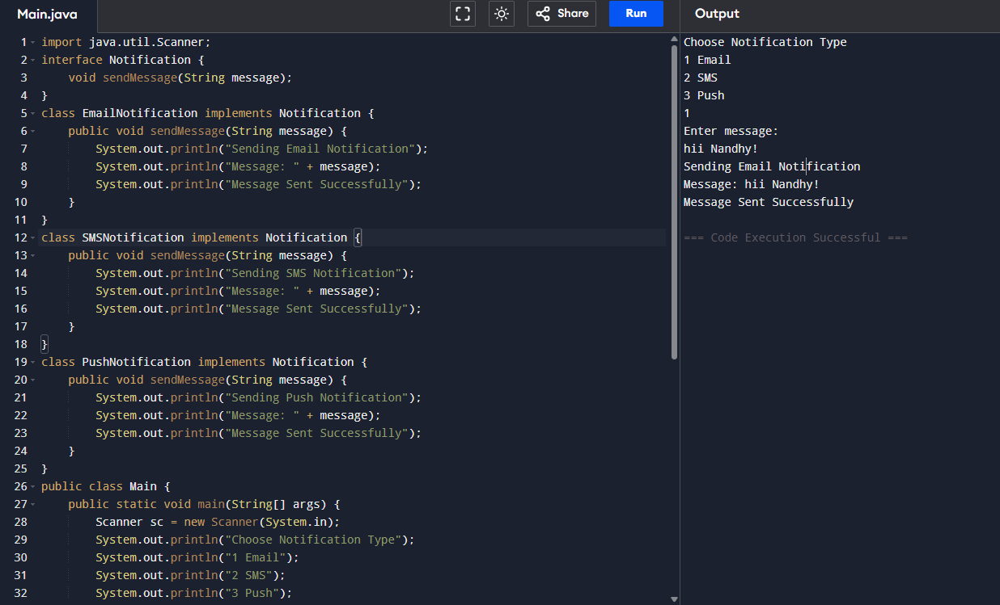 Main.java
Share
Run
Output
1 import java.util.Scanner;
2 interface Notification {
3     void sendMessage(String message);
4 }
5 class EmailNotification implements Notification {
6     public void sendMessage(String message) {
7         System.out.println("Sending Email Notification");
8         System.out.println("Message: " + message);
9         System.out.println("Message Sent Successfully");
10     }
11 }
12 class SMSNotification implements Notification {
13     public void sendMessage(String message) {
14         System.out.println("Sending SMS Notification");
15         System.out.println("Message: " + message);
16         System.out.println("Message Sent Successfully");
17     }
18 }
19 class PushNotification implements Notification {
20     public void sendMessage(String message) {
21         System.out.println("Sending Push Notification");
22         System.out.println("Message: " + message);
23         System.out.println("Message Sent Successfully");
24     }
25 }
26 public class Main {
27     public static void main(String[] args) {
28         Scanner sc = new Scanner(System.in);
29         System.out.println("Choose Notification Type");
30         System.out.println("1 Email");
31         System.out.println("2 SMS");
32         System.out.println("3 Push");
Choose Notification Type
1 Email
2 SMS
3 Push
1
Enter message:
hii Nandhy!
Sending Email Notification
Message: hii Nandhy!
Message Sent Successfully
=== Code Execution Successful ===